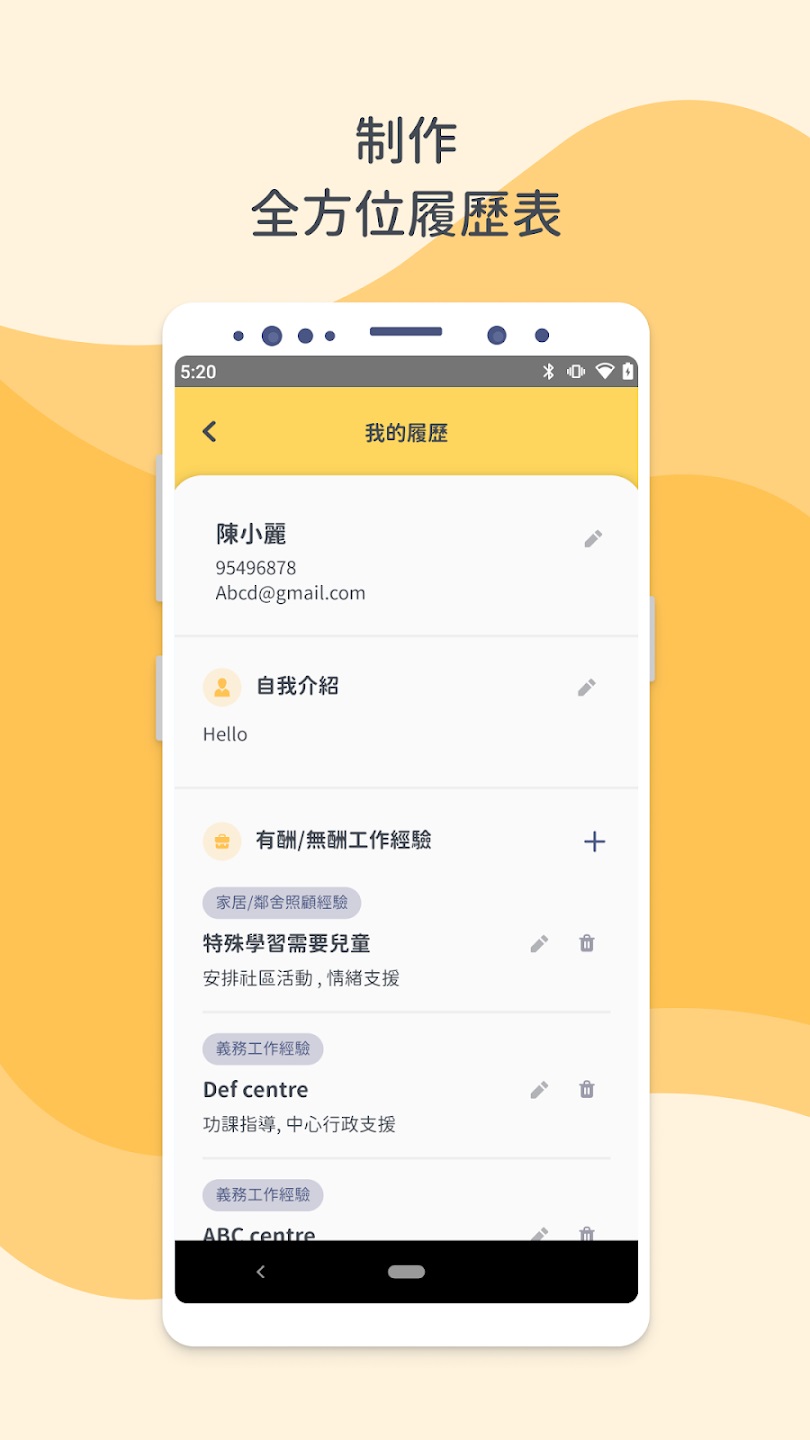 制作
全方位履歷表
5:20
我的履歷
陳小麗
95496878
Abcd@gmail.com
自我介紹
Hello
有酬/無酬工作經驗
家居/鄰舍照顧經驗
特殊學習需要兒童
安排社區活動 , 情緒支援
義務工作經驗
Def centre
功課指導, 中心行政支援
義務工作經驗
ABC centre